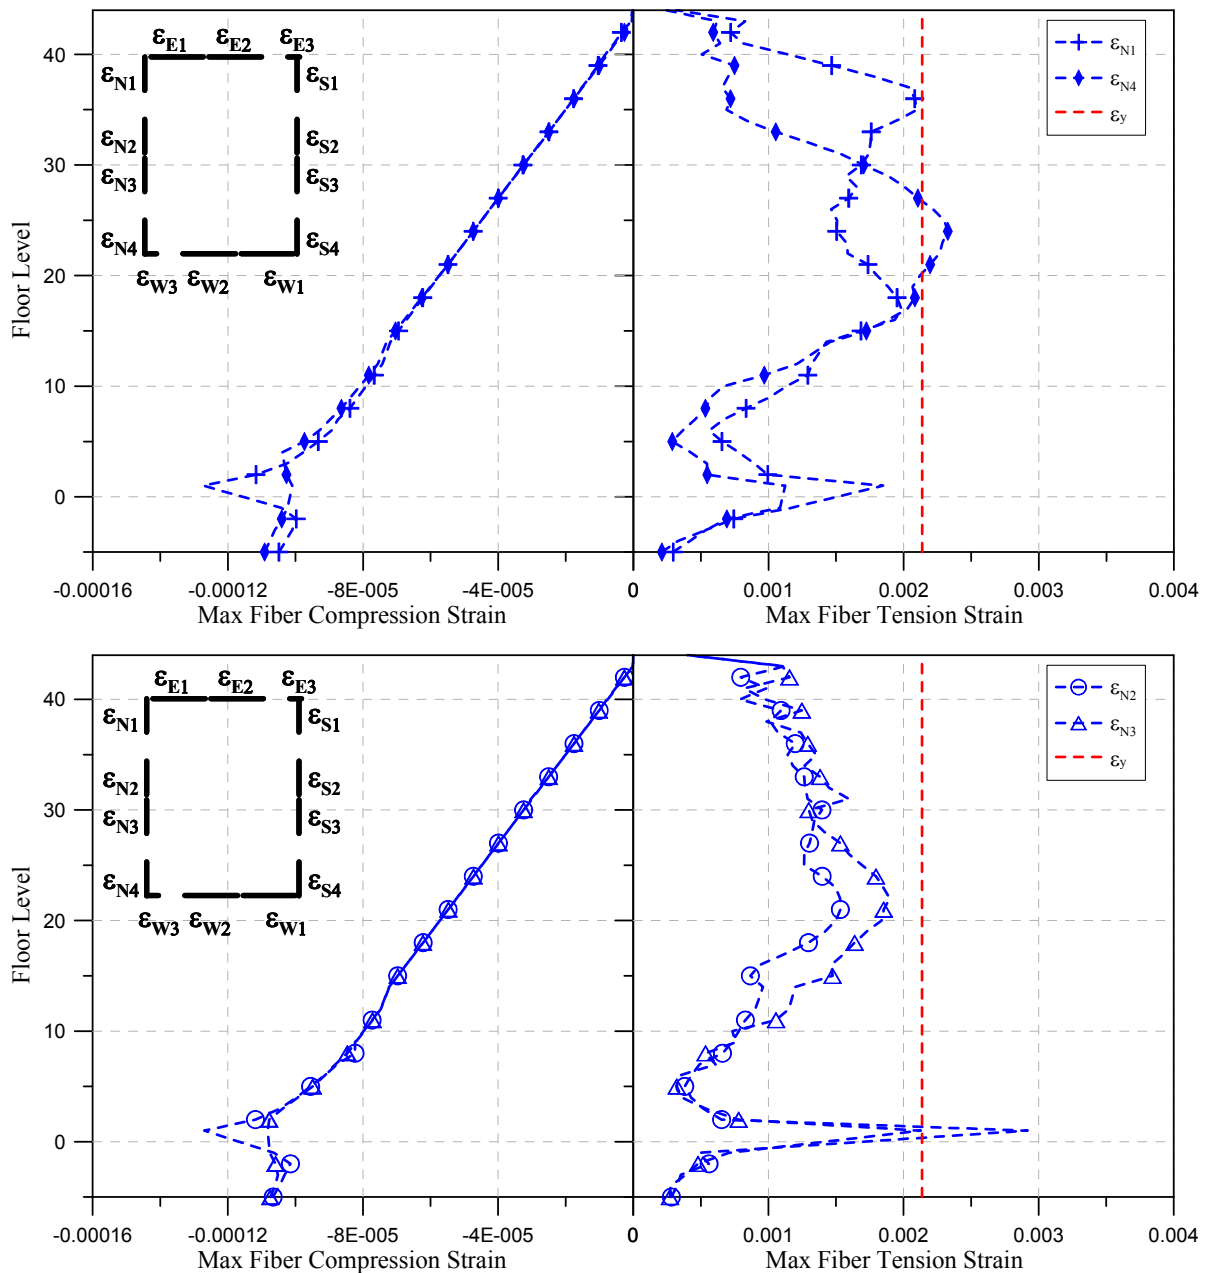 40
30
20
10
0
Floor Level
εE1 εE2 εE3
εN1 εS1
εN2 εS2
εN3 εS3
εN4 εS4
εW3 εW2 εW1
εN1
εN4
εy
-0.00016 -0.00012 -8E-005 -4E-005 0 0.001 0.002 0.003 0.004
Max Fiber Compression Strain Max Fiber Tension Strain
40
30
20
10
0
Floor Level
εE1 εE2 εE3
εN1 εS1
εN2 εS2
εN3 εS3
εN4 εS4
εW3 εW2 εW1
εN2
εN3
εy
-0.00016 -0.00012 -8E-005 -4E-005 0 0.001 0.002 0.003 0.004
Max Fiber Compression Strain Max Fiber Tension Strain